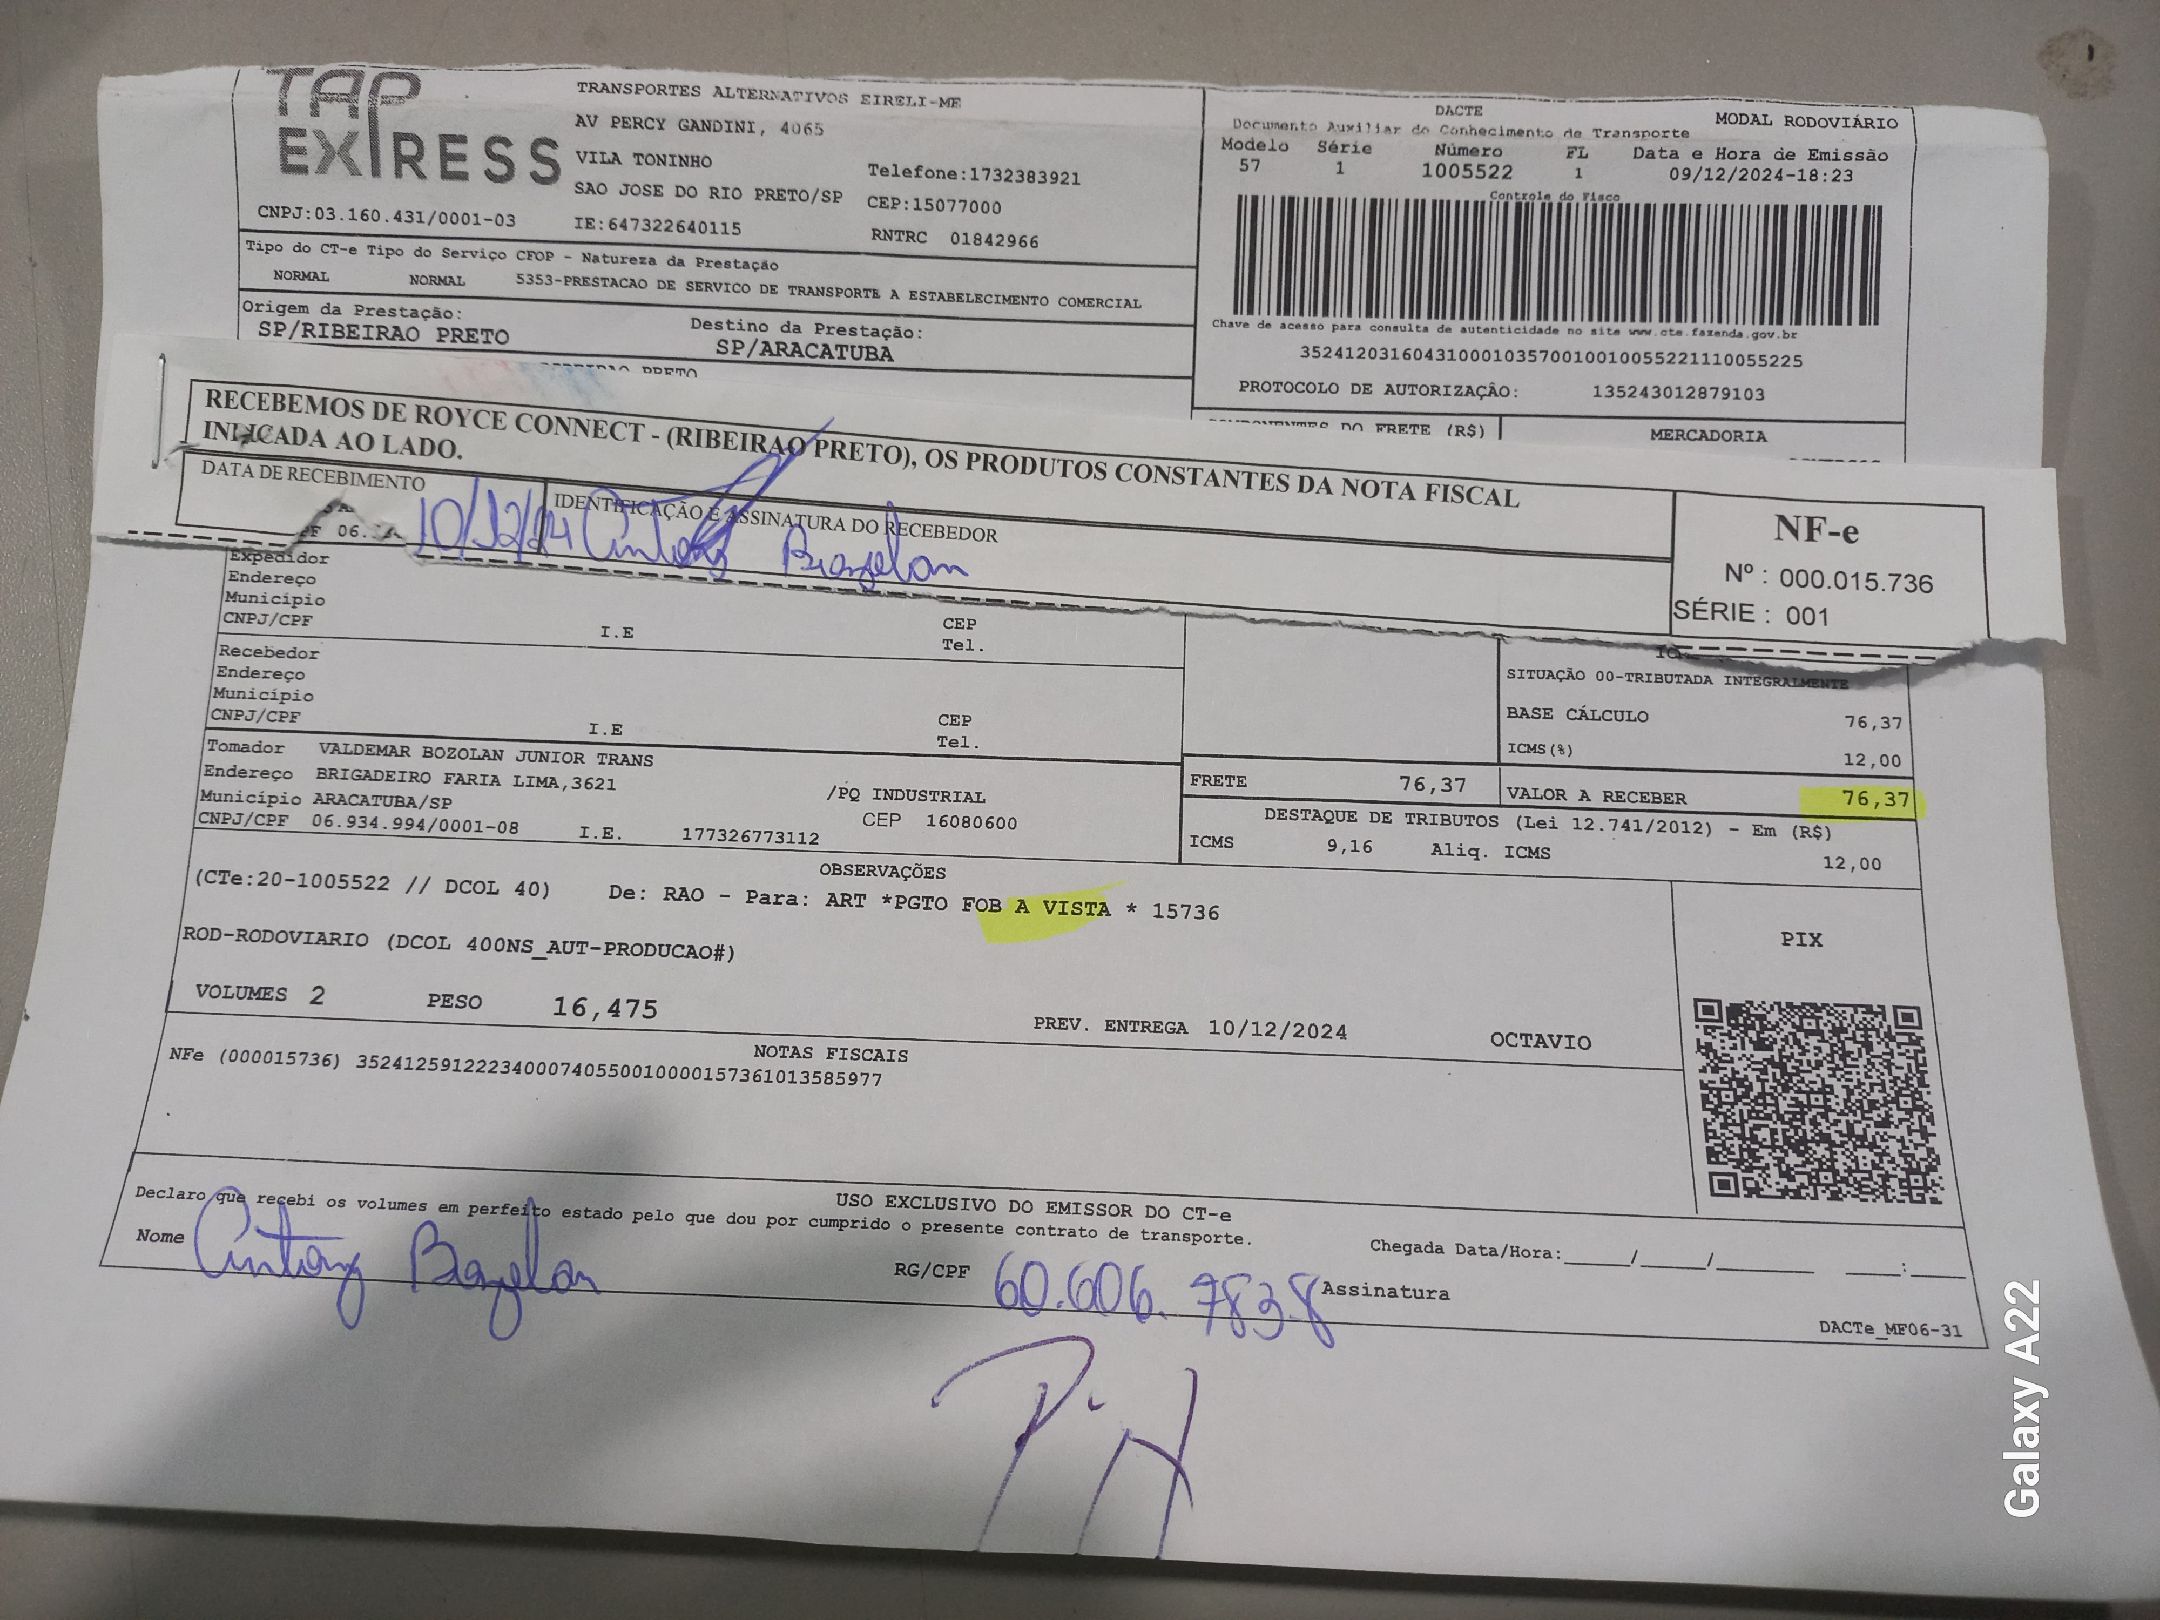 TAP
EXPRESS
TRANSPORTES ALTERNATIVOS EIRELI-ME
AV PERCY GANDINI, 4065
VILA TONINHO
Telefone:1732383921
SAO JOSE DO RIO PRETO/SP
CEP:15077000
CNPJ:03.160.431/0001-03
IE:647322640115
RNTRC 01842966
DACTE
MODAL RODOVIÁRIO
Documento Auxiliar do Conhecimento de Transporte
Modelo Série Número FL Data e Hora de Emissão
57 1 1005522 1 09/12/2024-18:23
Controle do Fisco
Tipo do CT-e Tipo do Serviço CFOP - Natureza da Prestação
NORMAL NORMAL 5353-PRESTACAO DE SERVICO DE TRANSPORTE A ESTABELECIMENTO COMERCIAL
Origem da Prestação:
SP/RIBEIRAO PRETO
Destino da Prestação:
SP/ARACATUBA
Chave de acesso para consulta de autenticidade no site www.cte.fazenda.gov.br
35241203160431000103570010010055221110055225
PROTOCOLO DE AUTORIZAÇÃO: 135243012879103
PRETO
DO FRETE (R$)
MERCADORIA
RECEBEMOS DE ROYCE CONNECT - (RIBEIRAO PRETO), OS PRODUTOS CONSTANTES DA NOTA FISCAL
INDICADA AO LADO.
DATA DE RECEBIMENTO
10/12/24
IDENTIFICAÇÃO E ASSINATURA DO RECEBEDOR
NF-e
Nº : 000.015.736
SÉRIE : 001
06.
Expedidor
Endereço
Município
CNPJ/CPF I.E CEP
Tel.
Recebedor
Endereço
Município
CNPJ/CPF I.E CEP
Tel.
SITUAÇÃO 00-TRIBUTADA INTEGRALMENTE
BASE CÁLCULO 76,37
ICMS(%) 12,00
Tomador VALDEMAR BOZOLAN JUNIOR TRANS
Endereço BRIGADEIRO FARIA LIMA,3621 /PQ INDUSTRIAL
Município ARACATUBA/SP CEP 16080600
CNPJ/CPF 06.934.994/0001-08 I.E. 177326773112
FRETE 76,37
VALOR A RECEBER 76,37
DESTAQUE DE TRIBUTOS (Lei 12.741/2012) - Em (R$)
ICMS 9,16 Aliq. ICMS 12,00
OBSERVAÇÕES
(CTe:20-1005522 // DCOL 40) De: RAO - Para: ART *PGTO FOB A VISTA * 15736
ROD-RODOVIARIO (DCOL 400NS_AUT-PRODUCAO#)
PIX
VOLUMES 2 PESO 16,475 PREV. ENTREGA 10/12/2024 OCTAVIO
NOTAS FISCAIS
NFe (000015736) 35241259122234000740550010000157361013585977
USO EXCLUSIVO DO EMISSOR DO CT-e
Declaro que recebi os volumes em perfeito estado pelo que dou por cumprido o presente contrato de transporte.
Nome
RG/CPF 60.606.783.8 Assinatura
Chegada Data/Hora:_____/_____/________ ____:____
DACTe_MF06-31
Galaxy A22